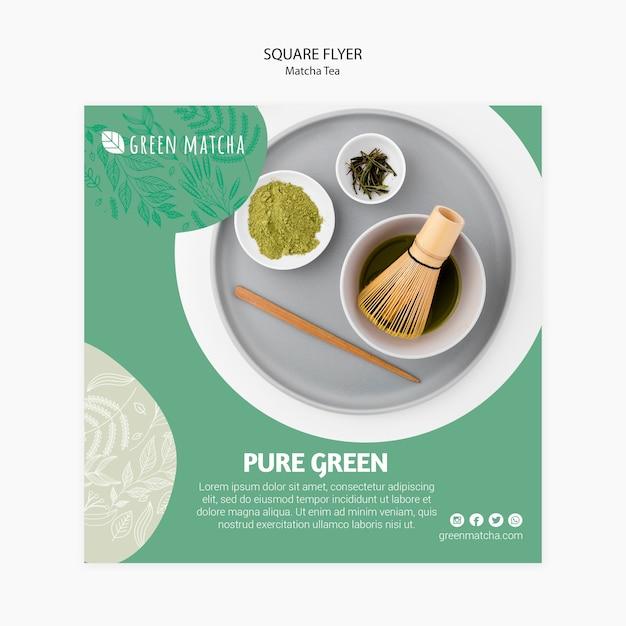 SQUARE FLYER
Matcha Tea
GREEN MATCHA
PURE GREEN
Lorem ipsum dolor sit amet, consectetur adipiscing
elit, sed do eiusmod tempor incididunt ut labore et
dolore magna aliqua. Ut enim ad minim veniam, quis
nostrud exercitation ullamco laboris nisi ut.
greenmatcha.com